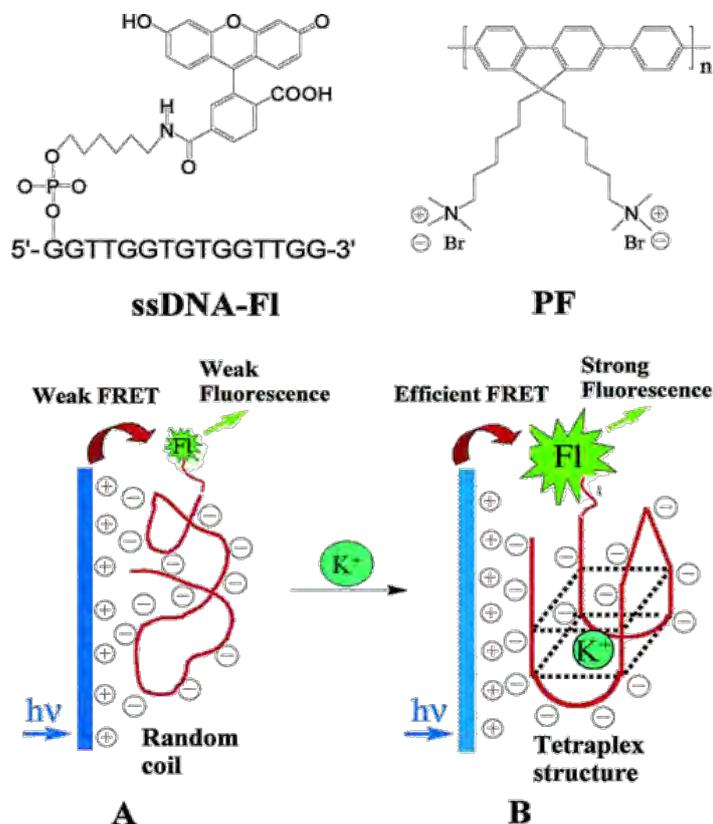 HO
O
O
COOH
H
N
O
O
O-P=O
O
5'-GGTTGGTGTGGTTGG-3'
ssDNA-Fl
n
N
N
⊕
⊕
⊖ Br
Br ⊖
PF
Weak FRET
Weak
Fluorescence
Fl
hν
Random
coil
A
K+
Efficient FRET
Strong
Fluorescence
Fl
K+
hν
Tetraplex
structure
B